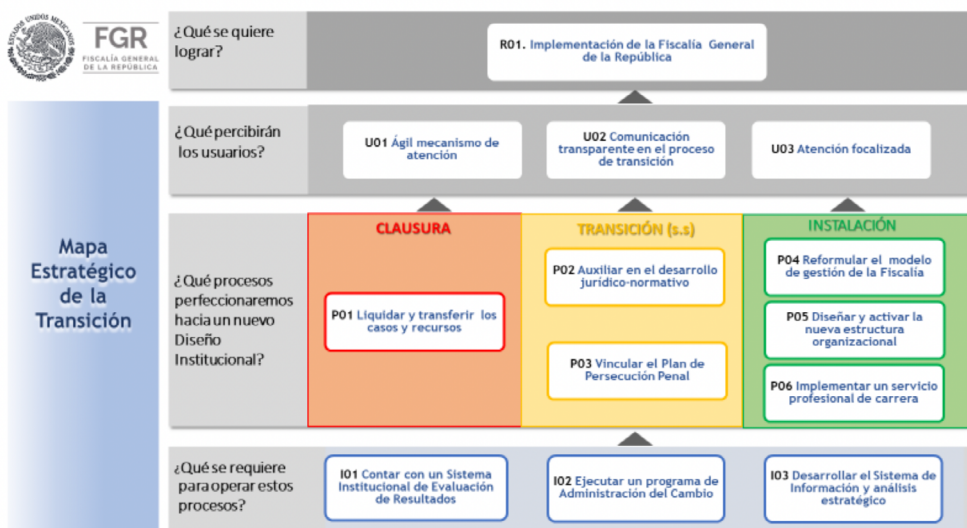 ESTADOS UNIDOS MEXICANOS
FGR
FISCALÍA GENERAL
DE LA REPÚBLICA
¿Qué se quiere
lograr?
R01. Implementación de la Fiscalía General
de la República
Mapa
Estratégico
de la
Transición
¿Qué percibirán
los usuarios?
U01 Ágil mecanismo de
atención
U02 Comunicación
transparente en el proceso
de transición
U03 Atención focalizada
¿Qué procesos
perfeccionaremos
hacia un nuevo
Diseño
Institucional?
CLAUSURA
P01 Liquidar y transferir los
casos y recursos
TRANSICIÓN (s.s)
P02 Auxiliar en el desarrollo
jurídico-normativo
P03 Vincular el Plan de
Persecución Penal
INSTALACIÓN
P04 Reformular el modelo
de gestión de la Fiscalía
P05 Diseñar y activar la
nueva estructura
organizacional
P06 Implementar un servicio
profesional de carrera
¿Qué se requiere
para operar estos
procesos?
I01 Contar con un Sistema
Institucional de Evaluación
de Resultados
I02 Ejecutar un programa de
Administración del Cambio
I03 Desarrollar el Sistema de
Información y análisis
estratégico